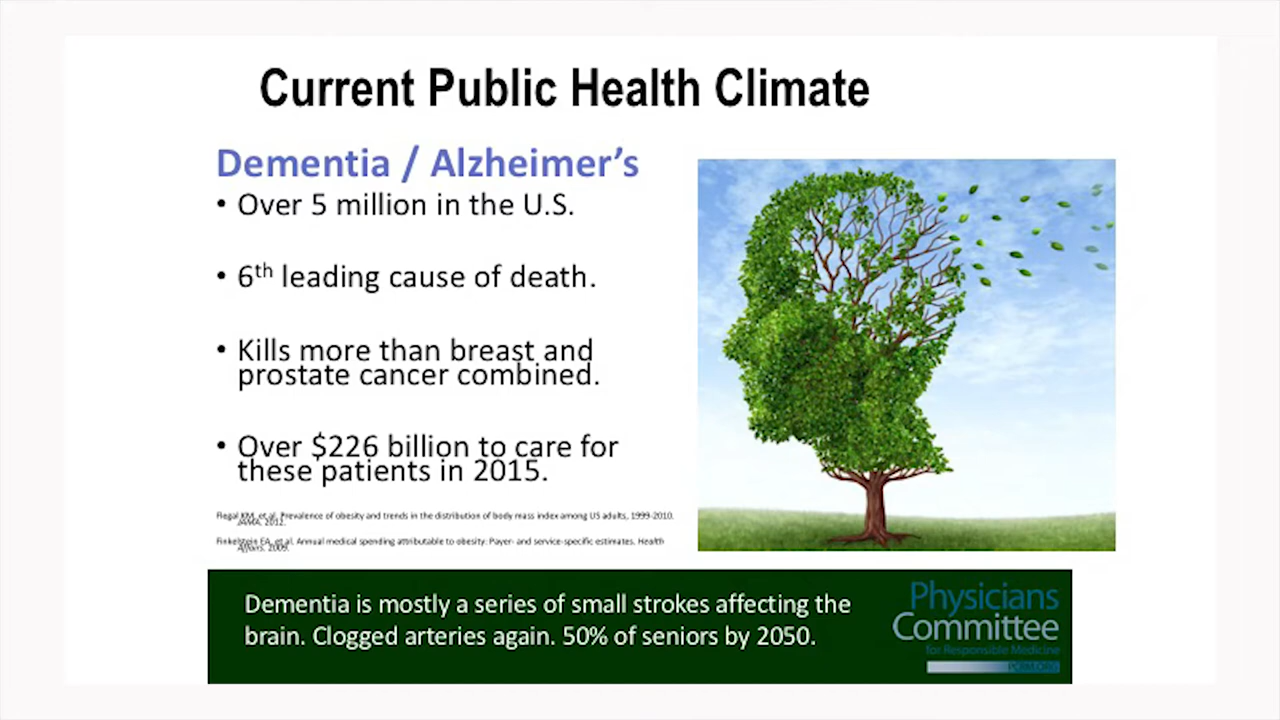 Current Public Health Climate
Dementia / Alzheimer’s
• Over 5 million in the U.S.
• 6th leading cause of death.
• Kills more than breast and
prostate cancer combined.
• Over $226 billion to care for
these patients in 2015.
Flegal KM, et al. Prevalence of obesity and trends in the distribution of body mass index among US adults, 1999-2010.
JAMA. 2012.
Finkelstein EA, et al. Annual medical spending attributable to obesity: Payer- and service-specific estimates. Health
Affairs. 2009.
Dementia is mostly a series of small strokes affecting the
brain. Clogged arteries again. 50% of seniors by 2050.
Physicians
Committee
for Responsible Medicine
PCRM.ORG